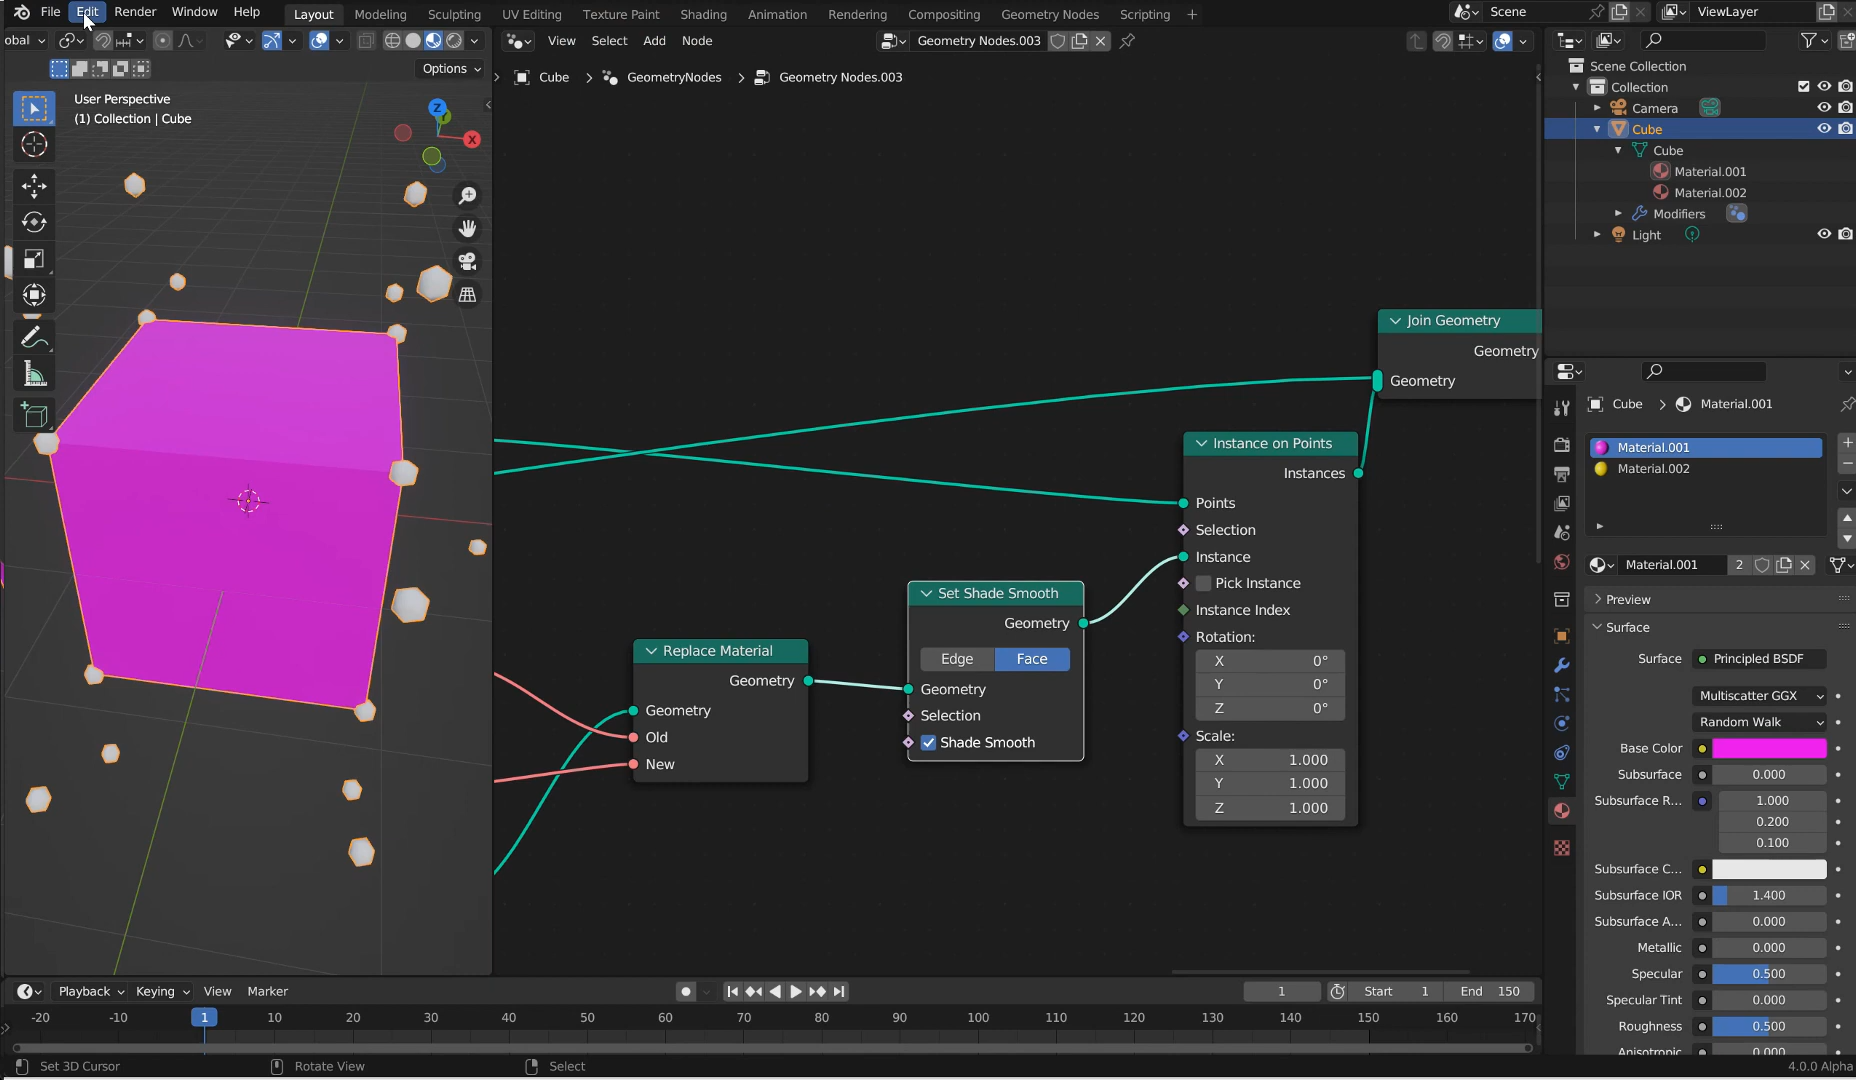 File Edit Render Window Help Layout Modeling Sculpting UV Editing Texture Paint Shading Animation Rendering Compositing Geometry Nodes Scripting + Scene ViewLayer
obal View Select Add Node Geometry Nodes.003
Options
Cube > GeometryNodes > Geometry Nodes.003
User Perspective
(1) Collection | Cube
Z
Y
X
Scene Collection
Collection
Camera
Cube
Cube
Material.001
Material.002
Modifiers
Light
Join Geometry
Geometry
Geometry
Instance on Points
Instances
Points
Selection
Instance
Pick Instance
Instance Index
Rotation:
X 0°
Y 0°
Z 0°
Scale:
X 1.000
Y 1.000
Z 1.000
Set Shade Smooth
Geometry
Edge Face
Geometry
Selection
Shade Smooth
Replace Material
Geometry
Geometry
Old
New
Cube > Material.001
Material.001
Material.002
Material.001 2
Preview
Surface
Surface Principled BSDF
Multiscatter GGX
Random Walk
Base Color
Subsurface 0.000
Subsurface R... 1.000
0.200
0.100
Subsurface C...
Subsurface IOR 1.400
Subsurface A... 0.000
Metallic 0.000
Specular 0.500
Specular Tint 0.000
Roughness 0.500
Anisotropic 0.000
Playback Keying View Marker 1 Start 1 End 150
-20 -10 1 10 20 30 40 50 60 70 80 90 100 110 120 130 140 150 160 170
Set 3D Cursor Rotate View Select 4.0.0 Alpha